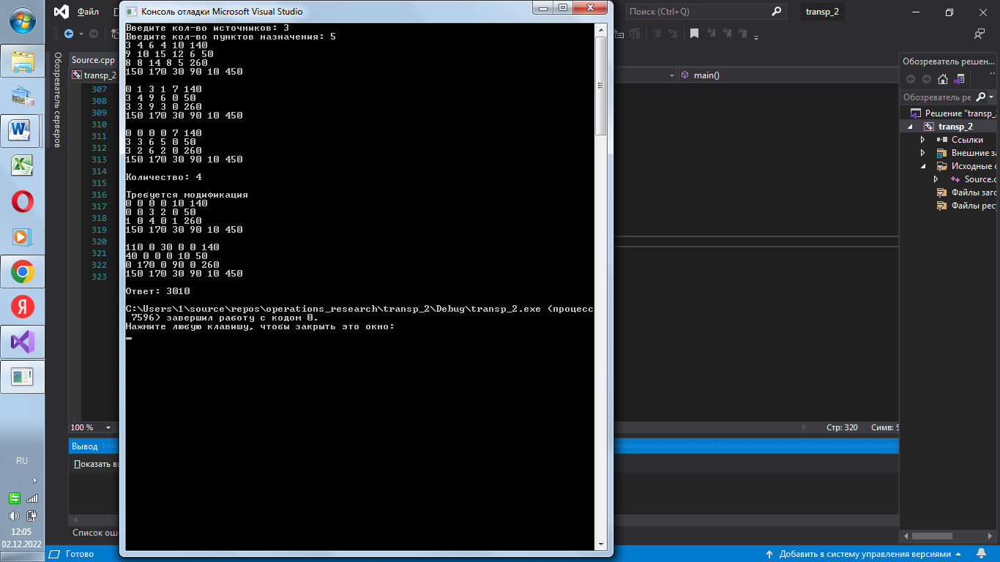 Консоль отладки Microsoft Visual Studio
Файл
Поиск (Ctrl+Q)
transp_2
Введите кол-во источников: 3
Введите кол-во пунктов назначения: 5
3 4 6 4 10 140
9 10 15 12 6 50
8 8 14 8 5 260
150 170 30 90 10 450
0 1 3 1 7 140
3 4 9 6 0 50
3 3 9 3 0 260
150 170 30 90 10 450
0 0 0 0 7 140
3 3 6 5 0 50
3 2 6 2 0 260
150 170 30 90 10 450
Количество: 4
Требуется модификация
0 0 0 0 10 140
0 0 3 2 0 50
1 0 4 0 1 260
150 170 30 90 10 450
110 0 30 0 0 140
40 0 0 0 10 50
0 170 0 90 0 260
150 170 30 90 10 450
Ответ: 3010
C:\Users\1\source\repos\operations_research\transp_2\Debug\transp_2.exe (процесс
7596) завершил работу с кодом 0.
Нажмите любую клавишу, чтобы закрыть это окно:
Обозреватель серверов
Source.cpp
transp_2
main()
307
308
309
310
311
312
313
314
315
316
317
318
319
320
321
322
323
100 %
Стр: 320
Симв: 5
Вывод
Показать вы
Список ош
Готово
Добавить в систему управления версиями
Обозреватель решен...
Обозреватель ре
Решение "transp_2
transp_2
Ссылки
Внешние за
Исходные ф
Source.c
Файлы заго
Файлы ресу
RU
12:05
02.12.2022